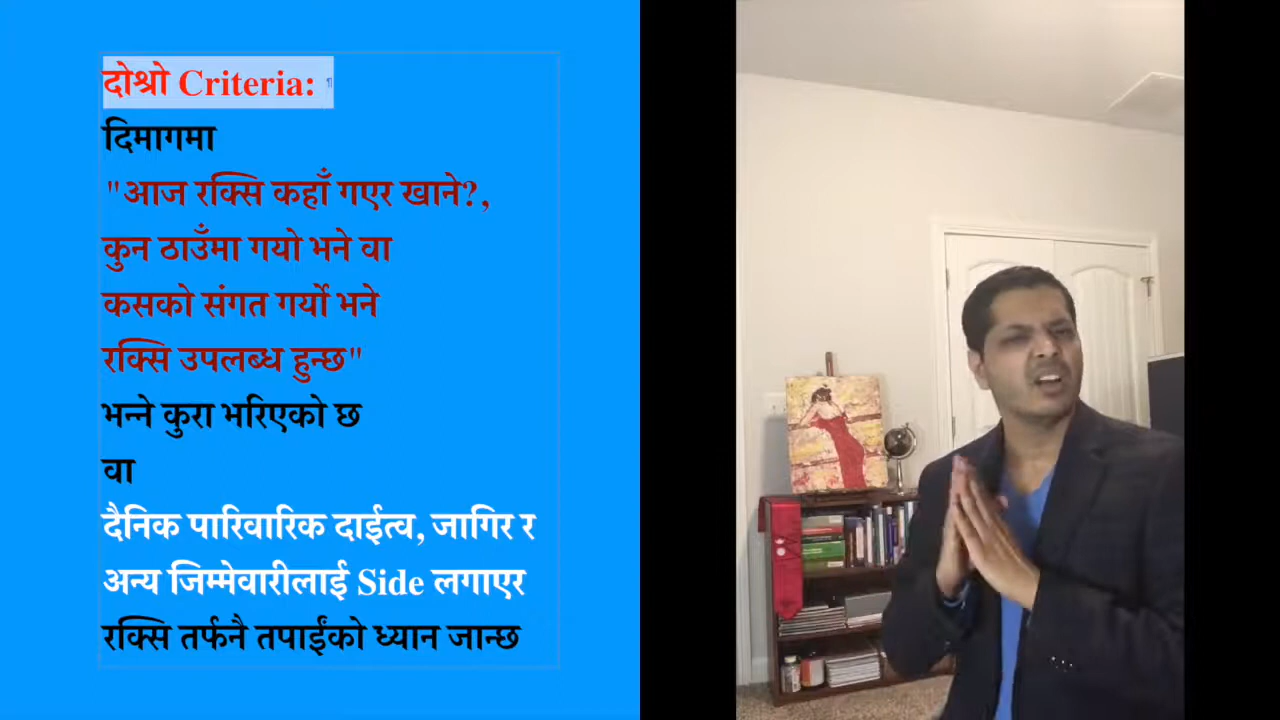 दोश्रो Criteria:
दिमागमा
"आज रक्सि कहाँ गएर खाने?,
कुन ठाउँमा गयो भने वा
कसको संगत गर्यो भने
रक्सि उपलब्ध हुन्छ"
भन्ने कुरा भरिएको छ
वा
दैनिक पारिवारिक दाईत्व, जागिर र
अन्य जिम्मेवारीलाई Side लगाएर
रक्सि तर्फनै तपाईंको ध्यान जान्छ